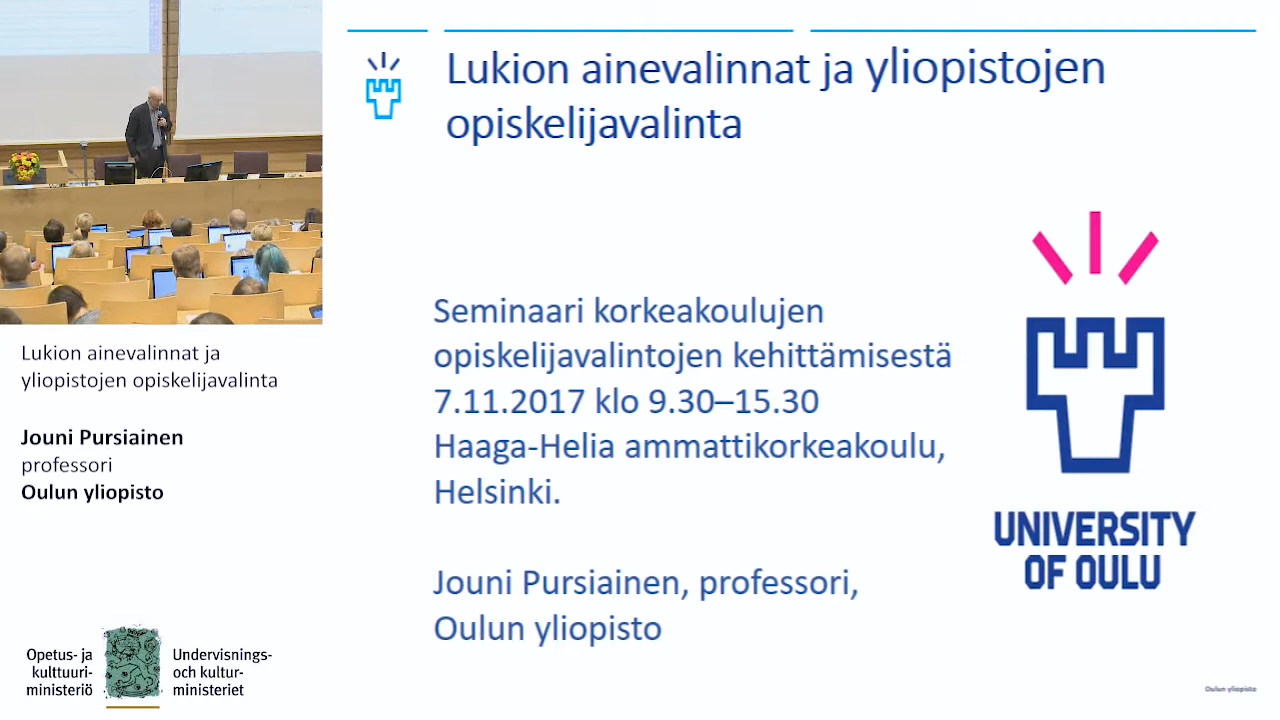 Lukion ainevalinnat ja yliopistojen
opiskelijavalinta
Seminaari korkeakoulujen
opiskelijavalintojen kehittämisestä
7.11.2017 klo 9.30–15.30
Haaga-Helia ammattikorkeakoulu,
Helsinki.
Jouni Pursiainen, professori,
Oulun yliopisto
UNIVERSITY
OF OULU
Oulun yliopisto
Lukion ainevalinnat ja
yliopistojen opiskelijavalinta
Jouni Pursiainen
professori
Oulun yliopisto
Opetus- ja
kulttuuri-
ministeriö
Undervisnings-
och kultur-
ministeriet